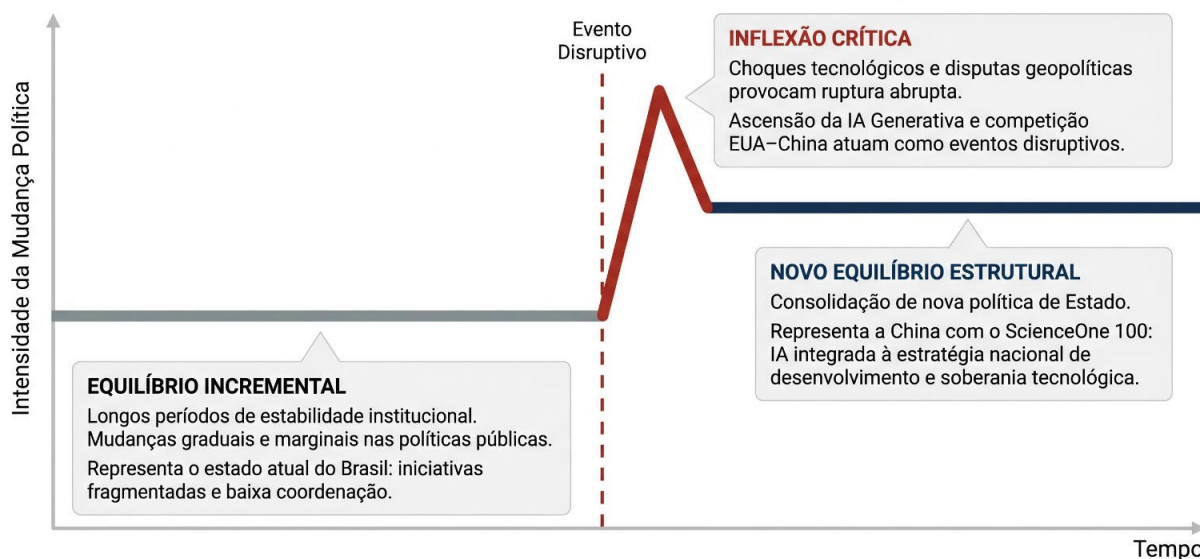 Intensidade da Mudança Política
Evento
Disruptivo
INFLEXÃO CRÍTICA
Choques tecnológicos e disputas geopolíticas
provocam ruptura abrupta.
Ascensão da IA Generativa e competição
EUA–China atuam como eventos disruptivos.
NOVO EQUILÍBRIO ESTRUTURAL
Consolidação de nova política de Estado.
Representa a China com o ScienceOne 100:
IA integrada à estratégia nacional de
desenvolvimento e soberania tecnológica.
EQUILÍBRIO INCREMENTAL
Longos períodos de estabilidade institucional.
Mudanças graduais e marginais nas políticas públicas.
Representa o estado atual do Brasil: iniciativas
fragmentadas e baixa coordenação.
Tempo